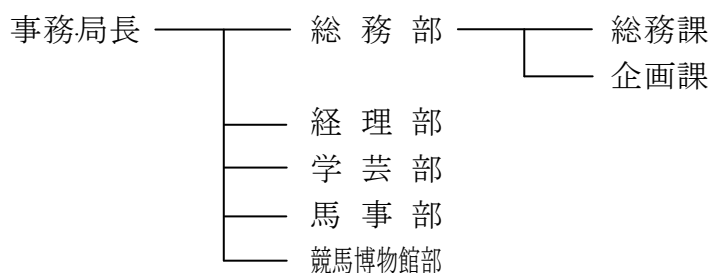 事務局長 総務部 総務課
企画課
経理部
学芸部
馬事部
競馬博物館部